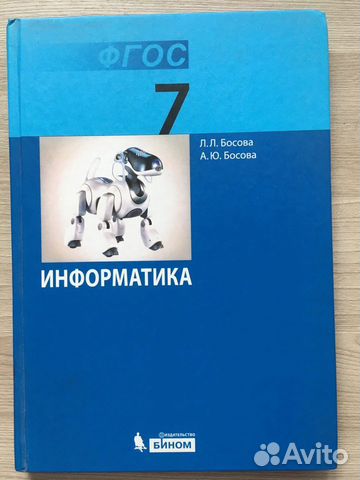 ФГОС
7
Л. Л. Босова
А. Ю. Босова
ИНФОРМАТИКА
ИЗДАТЕЛЬСТВО
БИНОМ
Avito